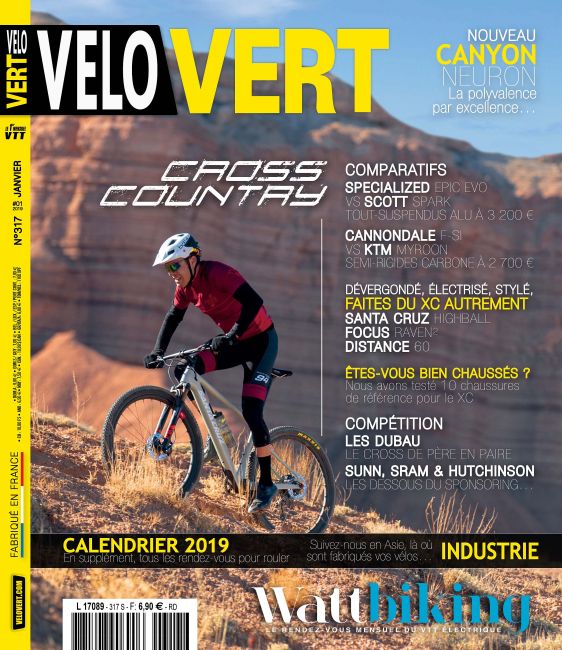 VELO VERT
LE 1er MENSUEL
VTT
JANVIER
#01
2019
N°317
FABRIQUÉ EN FRANCE
VELOVERT.COM
VELO VERT
NOUVEAU
CANYON
NEURON
La polyvalence
par excellence...
CROSS
COUNTRY
COMPARATIFS
SPECIALIZED EPIC EVO
VS SCOTT SPARK
TOUT-SUSPENDUS ALU À 3 200 €
CANNONDALE F-SI
VS KTM MYROON
SEMI-RIGIDES CARBONE À 2 700 €
DÉVERGONDÉ, ÉLECTRISÉ, STYLÉ,
FAITES DU XC AUTREMENT
SANTA CRUZ HIGHBALL
FOCUS RAVEN²
DISTANCE 60
ÊTES-VOUS BIEN CHAUSSÉS ?
Nous avons testé 10 chaussures
de référence pour le XC
COMPÉTITION
LES DUBAU
LE CROSS DE PÈRE EN PAIRE
SUNN, SRAM & HUTCHINSON
LES DESSOUS DU SPONSORING...
MAXXIS
CALENDRIER 2019
En supplément, tous les rendez-vous pour rouler
Suivez-nous en Asie, là où
sont fabriqués vos vélos...
INDUSTRIE
L 17089 - 317 S - F: 6,90 € - RD
Wattbiking
LE RENDEZ-VOUS MENSUEL DU VTT ÉLECTRIQUE